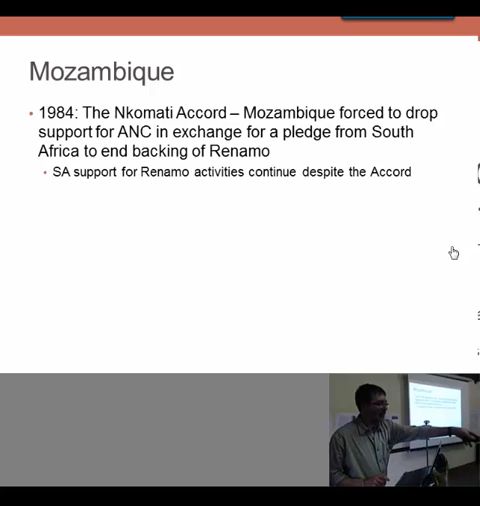 Mozambique
• 1984: The Nkomati Accord – Mozambique forced to drop
support for ANC in exchange for a pledge from South
Africa to end backing of Renamo
• SA support for Renamo activities continue despite the Accord